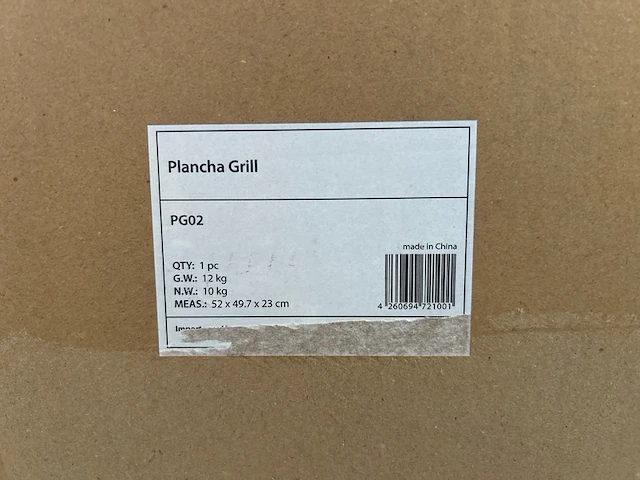 Plancha Grill
PG02
made in China
QTY: 1 pc
G.W.: 12 kg
N.W.: 10 kg
MEAS.: 52 x 49.7 x 23 cm
4 260694 721001